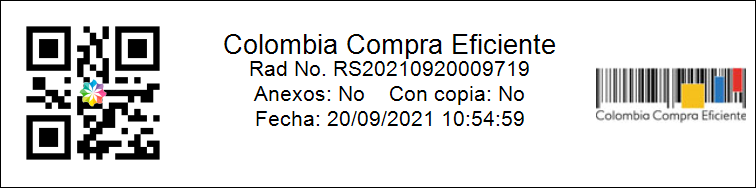 Colombia Compra Eficiente
Rad No. RS20210920009719
Anexos: No Con copia: No
Fecha: 20/09/2021 10:54:59
Colombia Compra Eficiente